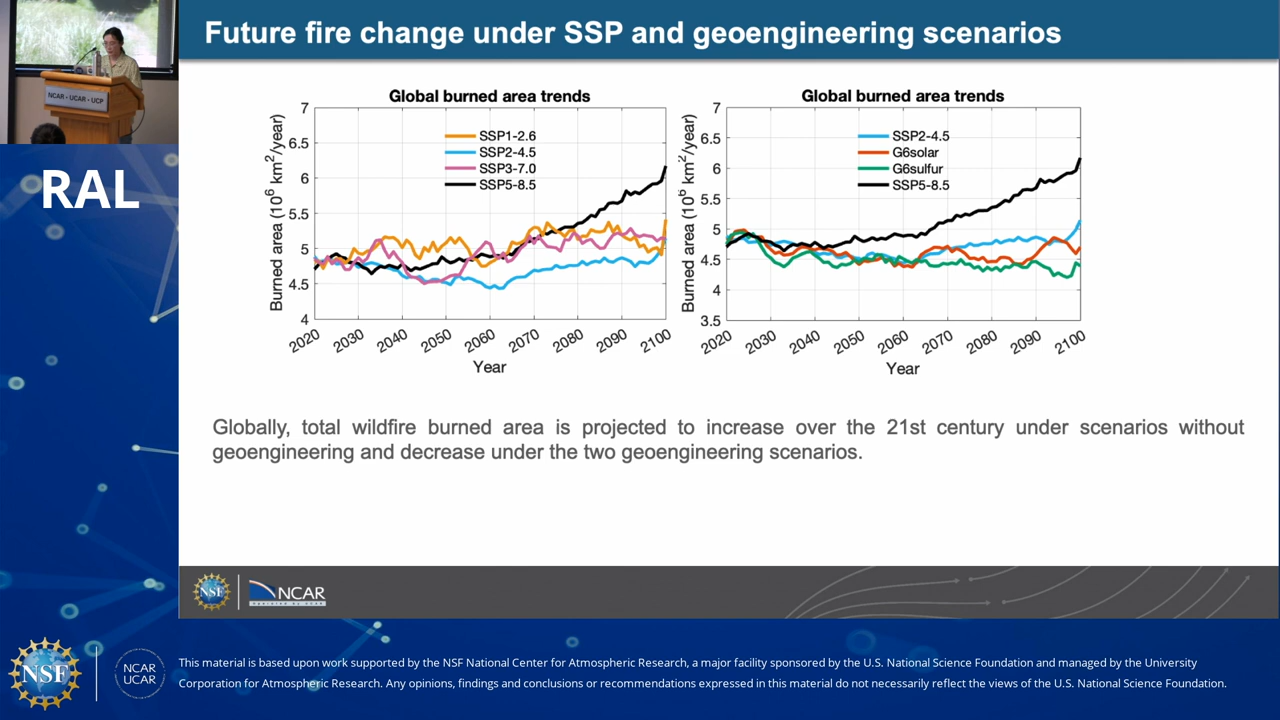 Future fire change under SSP and geoengineering scenarios
NCAR • UCAR • UCP
RAL
Global burned area trends
Burned area (10⁶ km²/year)
7
6.5
6
5.5
5
4.5
4
SSP1-2.6
SSP2-4.5
SSP3-7.0
SSP5-8.5
2020 2030 2040 2050 2060 2070 2080 2090 2100
Year
Global burned area trends
Burned area (10⁶ km²/year)
7
6.5
6
5.5
5
4.5
4
3.5
SSP2-4.5
G6solar
G6sulfur
SSP5-8.5
2020 2030 2040 2050 2060 2070 2080 2090 2100
Year
Globally, total wildfire burned area is projected to increase over the 21st century under scenarios without
geoengineering and decrease under the two geoengineering scenarios.
NSF
NCAR
NSF
NCAR
UCAR
This material is based upon work supported by the NSF National Center for Atmospheric Research, a major facility sponsored by the U.S. National Science Foundation and managed by the University
Corporation for Atmospheric Research. Any opinions, findings and conclusions or recommendations expressed in this material do not necessarily reflect the views of the U.S. National Science Foundation.